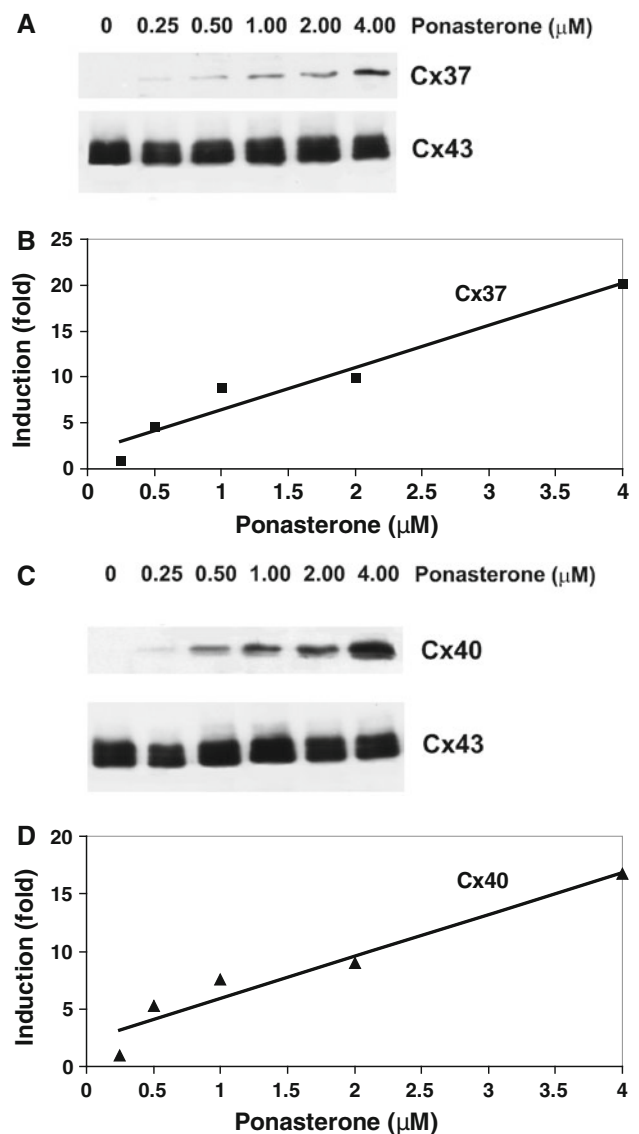 A
0 0.25 0.50 1.00 2.00 4.00 Ponasterone (μM)
Cx37
Cx43
B
25
20
15
10
5
0
Induction (fold)
Cx37
0 0.5 1 1.5 2 2.5 3 3.5 4
Ponasterone (μM)
C
0 0.25 0.50 1.00 2.00 4.00 Ponasterone (μM)
Cx40
Cx43
D
20
15
10
5
0
Induction (fold)
Cx40
0 0.5 1 1.5 2 2.5 3 3.5 4
Ponasterone (μM)